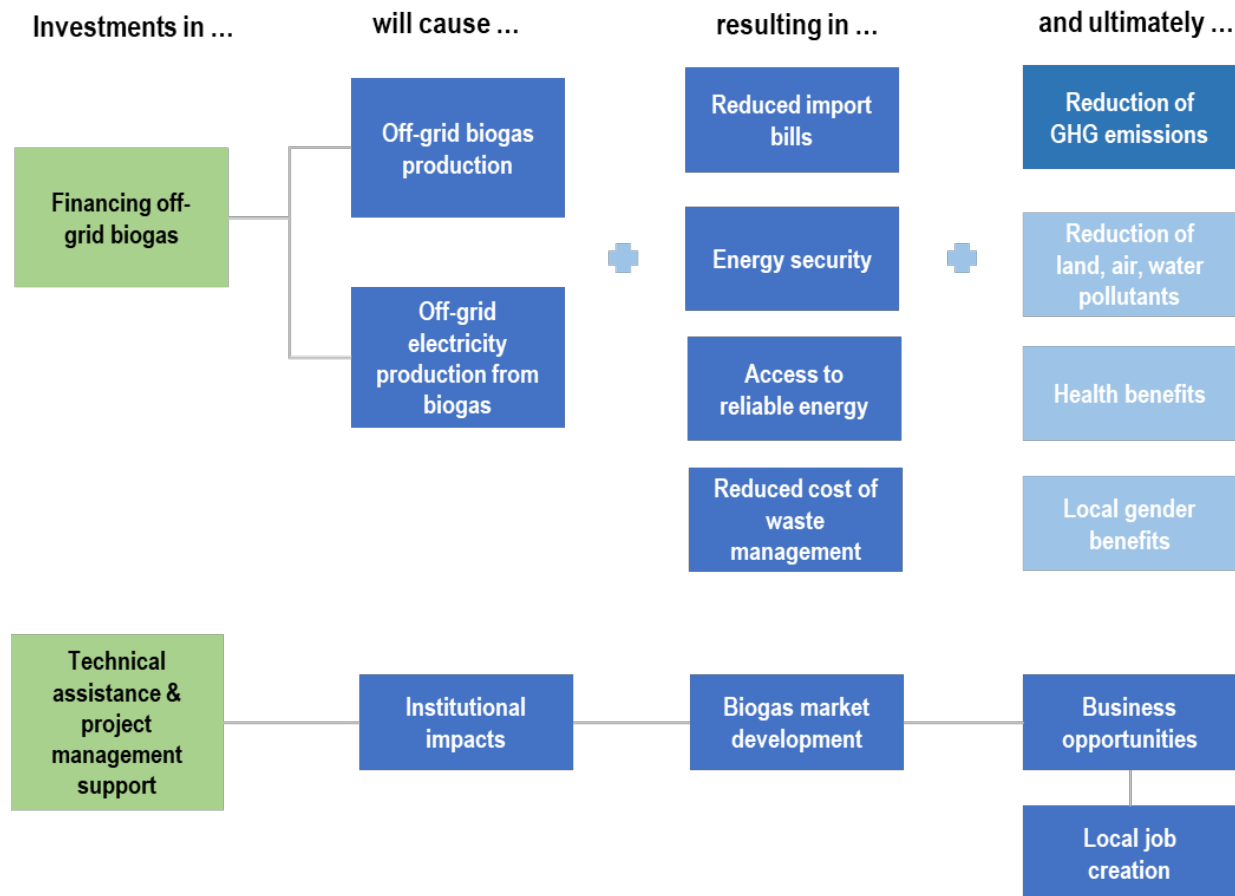 Investments in ...
will cause ...
resulting in ...
and ultimately ...
Financing off-
grid biogas
Off-grid biogas
production
Off-grid
electricity
production from
biogas
Reduced import
bills
Energy security
Access to
reliable energy
Reduced cost of
waste
management
Reduction of
GHG emissions
Reduction of
land, air, water
pollutants
Health benefits
Local gender
benefits
Technical
assistance &
project
management
support
Institutional
impacts
Biogas market
development
Business
opportunities
Local job
creation